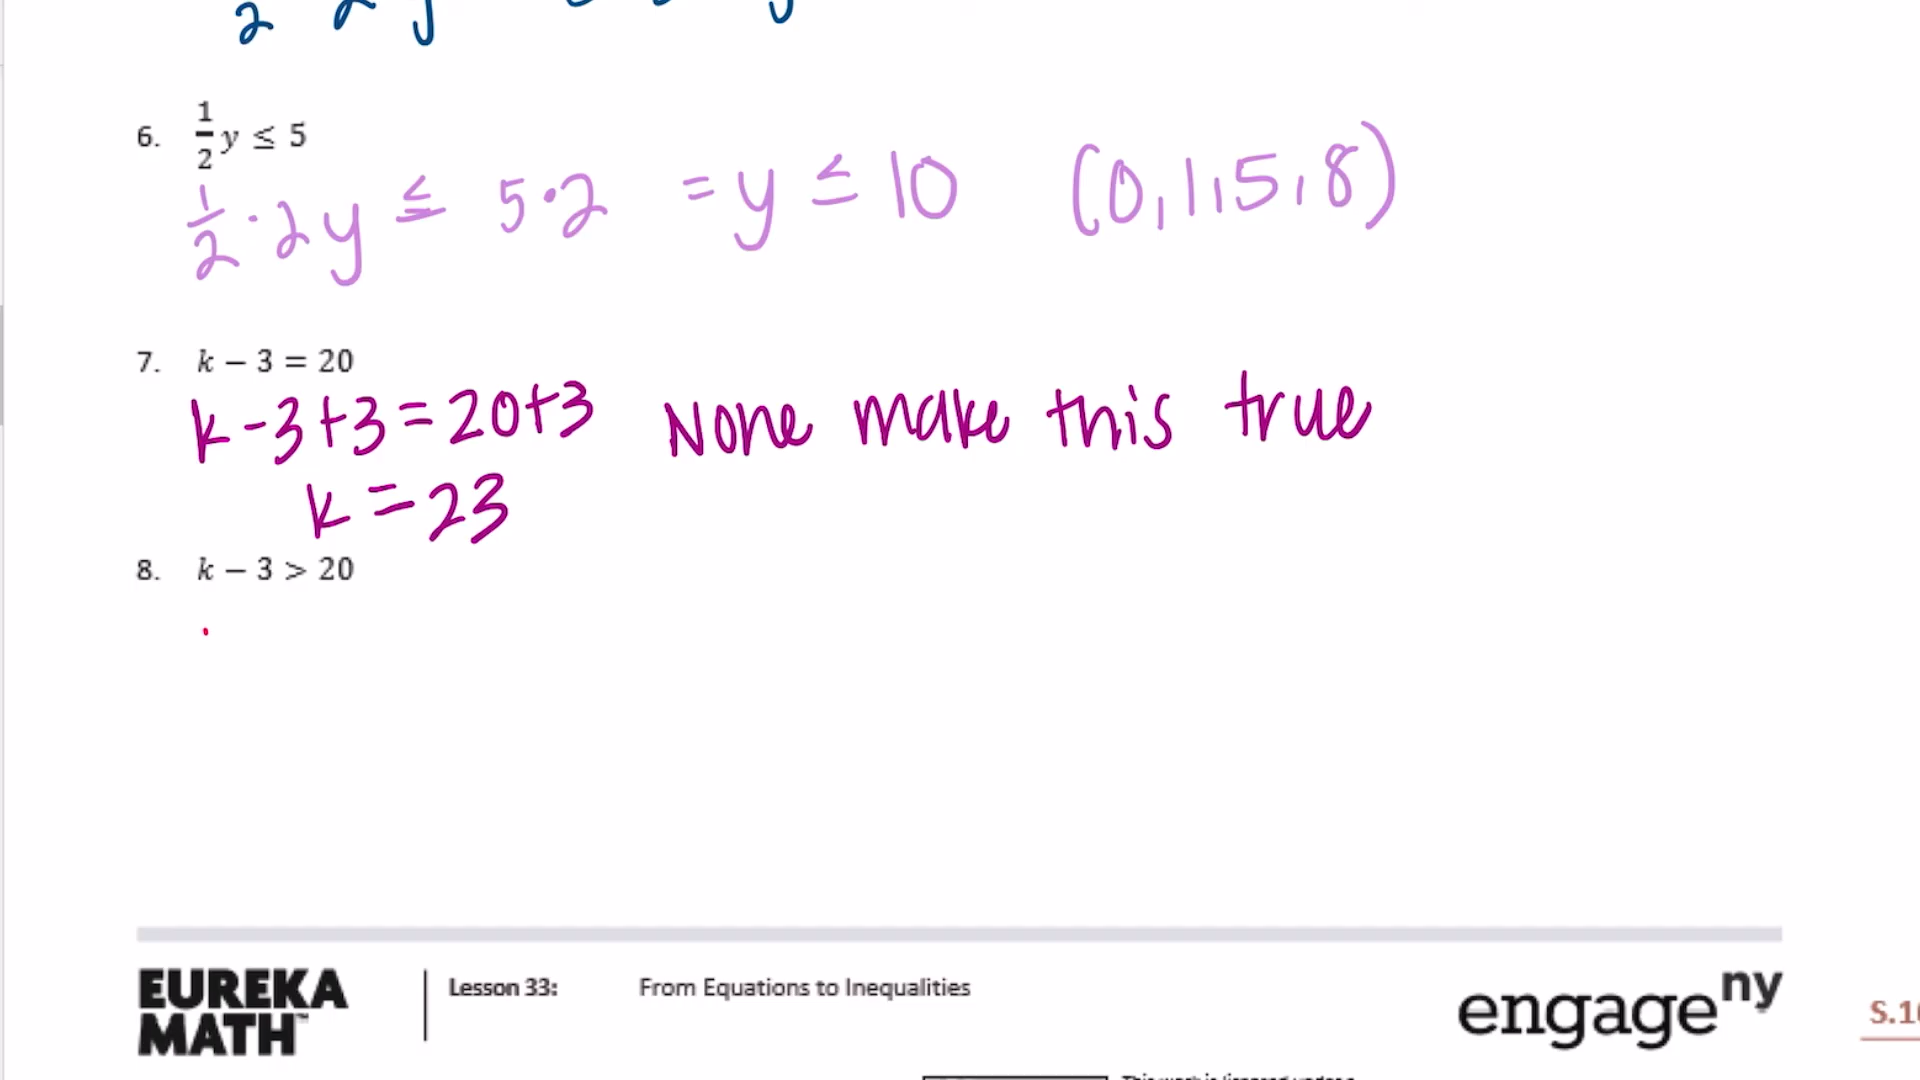 6. 1/2 y ≤ 5
1/2 · 2y ≤ 5·2 = y ≤ 10 (0,1,5,8)
7. k − 3 = 20
k-3+3=20+3 None make this true
k=23
8. k − 3 > 20
EUREKA MATH™
Lesson 33: From Equations to Inequalities
engageny